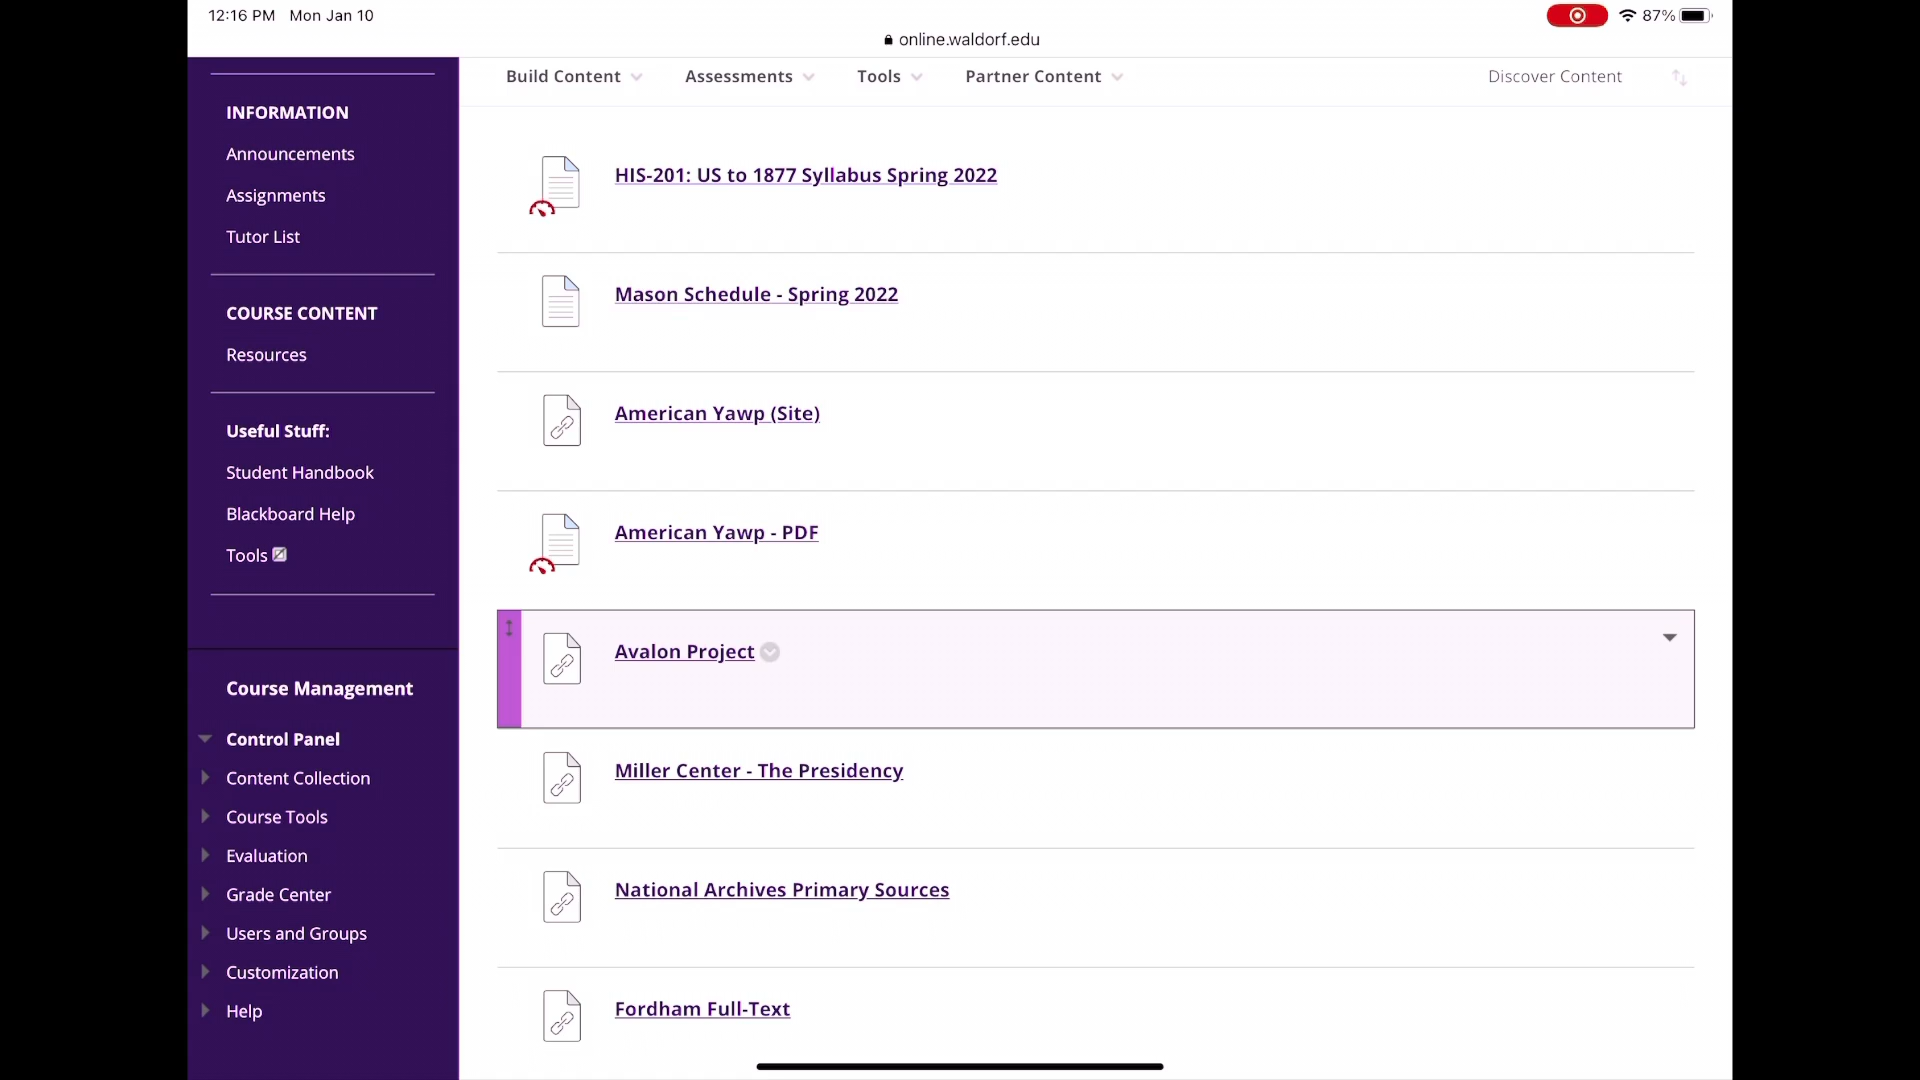 12:16 PM Mon Jan 10
87%
online.waldorf.edu
INFORMATION
Announcements
Assignments
Tutor List
COURSE CONTENT
Resources
Useful Stuff:
Student Handbook
Blackboard Help
Tools
Course Management
Control Panel
Content Collection
Course Tools
Evaluation
Grade Center
Users and Groups
Customization
Help
Build Content Assessments Tools Partner Content Discover Content
HIS-201: US to 1877 Syllabus Spring 2022
Mason Schedule - Spring 2022
American Yawp (Site)
American Yawp - PDF
Avalon Project
Miller Center - The Presidency
National Archives Primary Sources
Fordham Full-Text